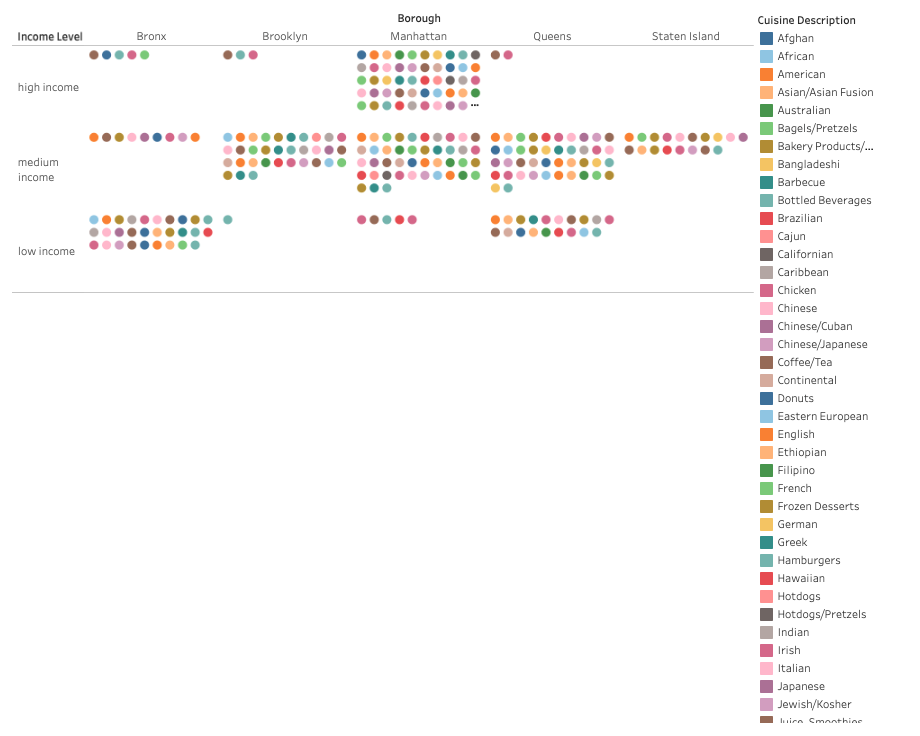 Borough
Income Level Bronx Brooklyn Manhattan Queens Staten Island
high income
...
medium
income
low income
Cuisine Description
Afghan
African
American
Asian/Asian Fusion
Australian
Bagels/Pretzels
Bakery Products/...
Bangladeshi
Barbecue
Bottled Beverages
Brazilian
Cajun
Californian
Caribbean
Chicken
Chinese
Chinese/Cuban
Chinese/Japanese
Coffee/Tea
Continental
Donuts
Eastern European
English
Ethiopian
Filipino
French
Frozen Desserts
German
Greek
Hamburgers
Hawaiian
Hotdogs
Hotdogs/Pretzels
Indian
Irish
Italian
Japanese
Jewish/Kosher
Juice, Smoothies